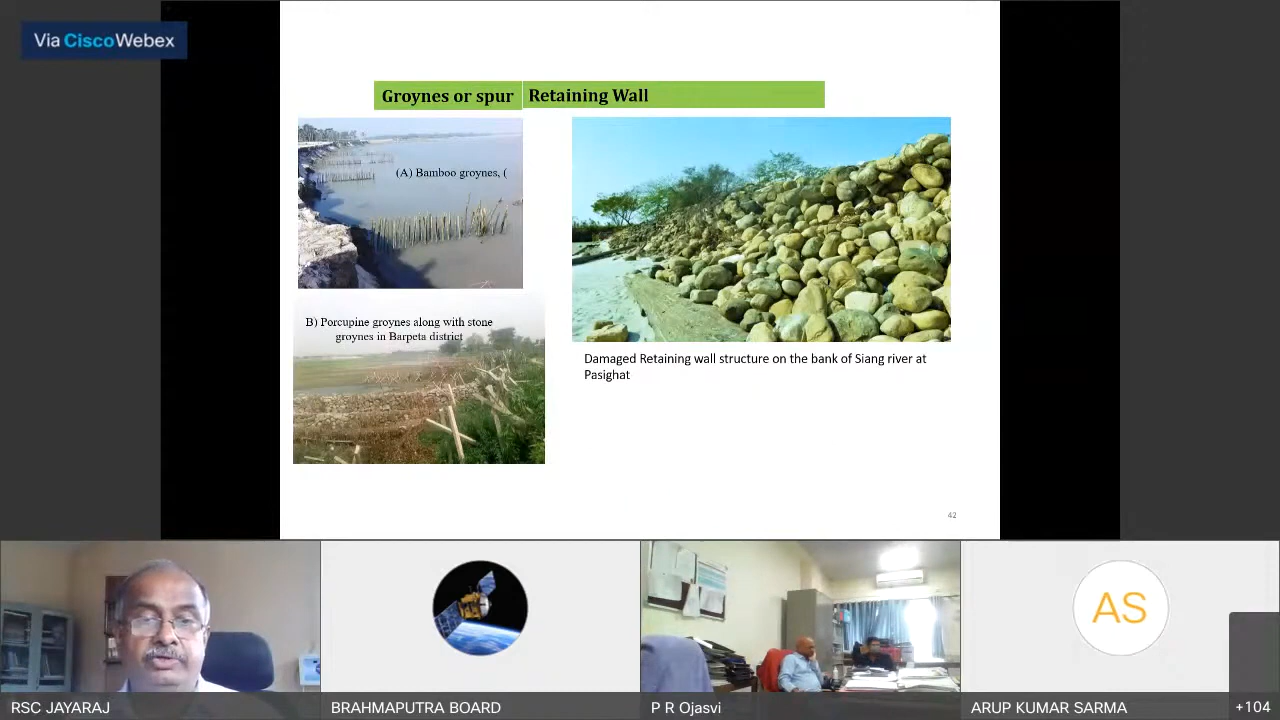 Via CiscoWebex
Groynes or spur
Retaining Wall
(A) Bamboo groynes, (
B) Porcupine groynes along with stone
groynes in Barpeta district
Damaged Retaining wall structure on the bank of Siang river at
Pasighat
42
AS
RSC JAYARAJ
BRAHMAPUTRA BOARD
P R Ojasvi
ARUP KUMAR SARMA
+104